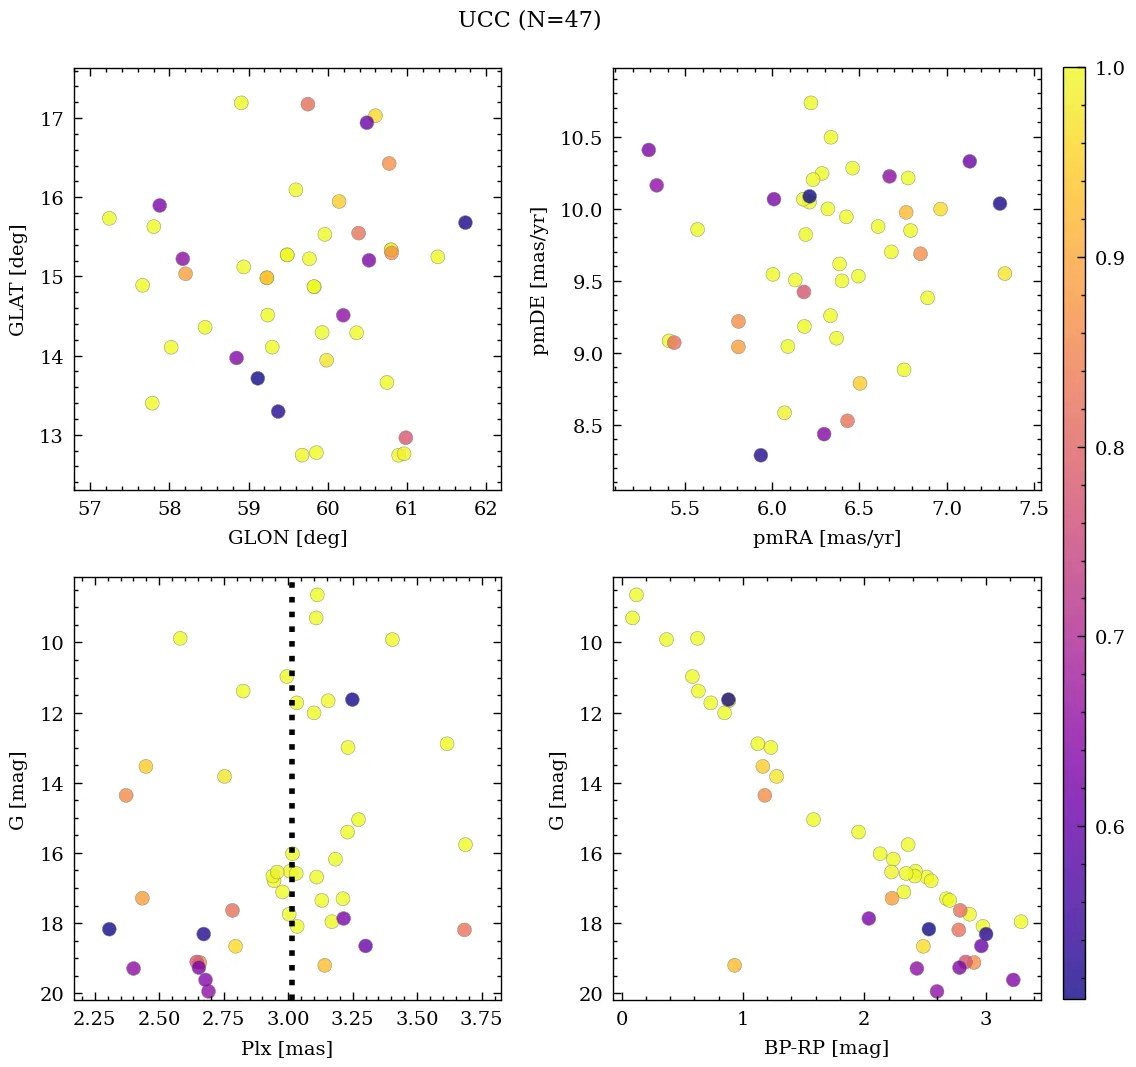 UCC (N=47)
17
16
15
14
13
GLAT [deg]
57 58 59 60 61 62
GLON [deg]
10.5
10.0
9.5
9.0
8.5
pmDE [mas/yr]
5.5 6.0 6.5 7.0 7.5
pmRA [mas/yr]
1.0
0.9
0.8
0.7
0.6
10
12
14
16
18
20
G [mag]
2.25 2.50 2.75 3.00 3.25 3.50 3.75
Plx [mas]
10
12
14
16
18
20
G [mag]
0 1 2 3
BP-RP [mag]